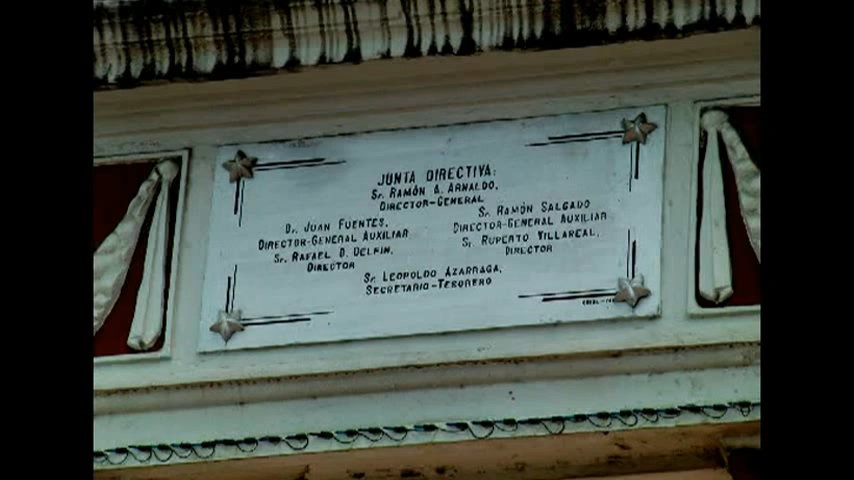 JUNTA DIRECTIVA:
Sr. RAMÓN A. ARNALDO,
DIRECTOR-GENERAL
Dr. JUAN FUENTES,
DIRECTOR-GENERAL AUXILIAR
Sr. RAFAEL D. DELFIN,
DIRECTOR
Sr. RAMÓN SALGADO
DIRECTOR-GENERAL AUXILIAR
Sr. RUPERTO VILLAREAL,
DIRECTOR
Sr. LEOPOLDO AZARRAGA,
SECRETARIO-TESORERO